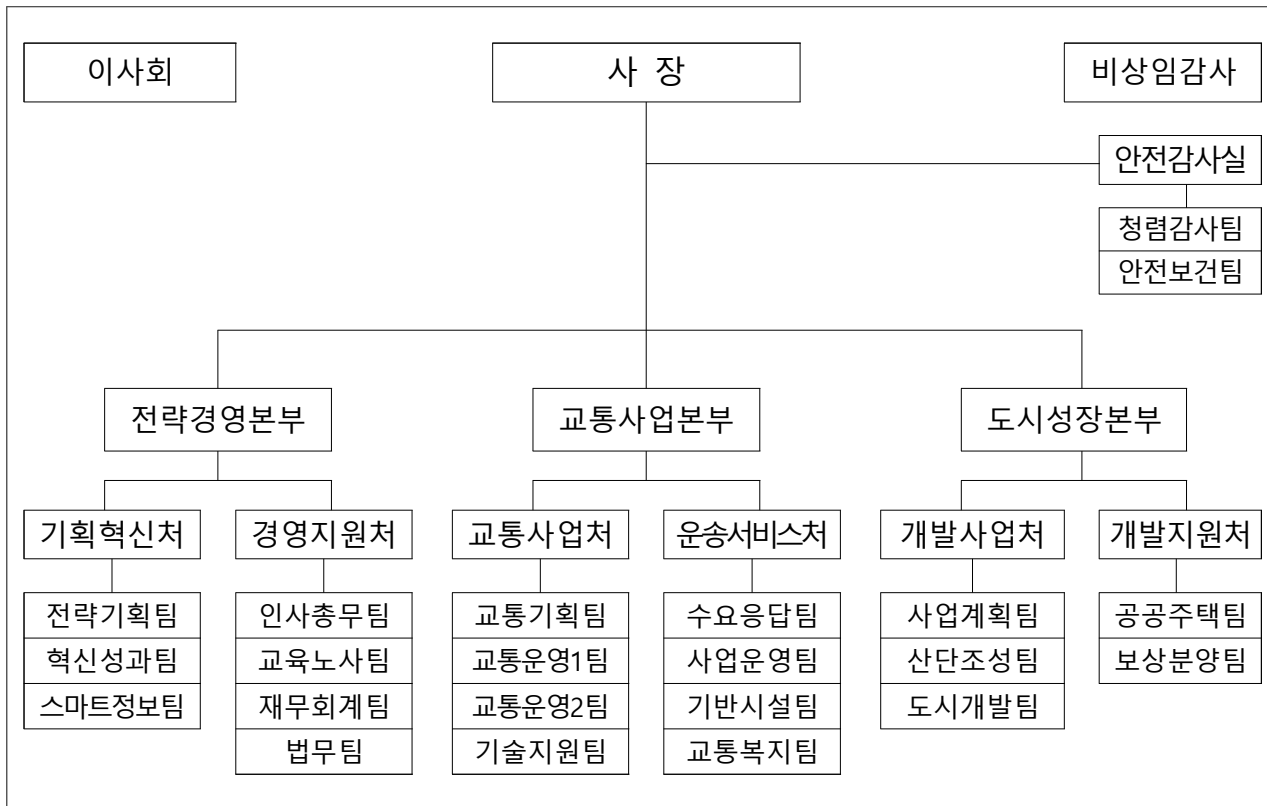 이사회
사 장
비상임감사
안전감사실
청렴감사팀
안전보건팀
전략경영본부
교통사업본부
도시성장본부
기획혁신처
경영지원처
교통사업처
운송서비스처
개발사업처
개발지원처
전략기획팀
혁신성과팀
스마트정보팀
인사총무팀
교육노사팀
재무회계팀
법무팀
교통기획팀
교통운영1팀
교통운영2팀
기술지원팀
수요응답팀
사업운영팀
기반시설팀
교통복지팀
사업계획팀
산단조성팀
도시개발팀
공공주택팀
보상분양팀